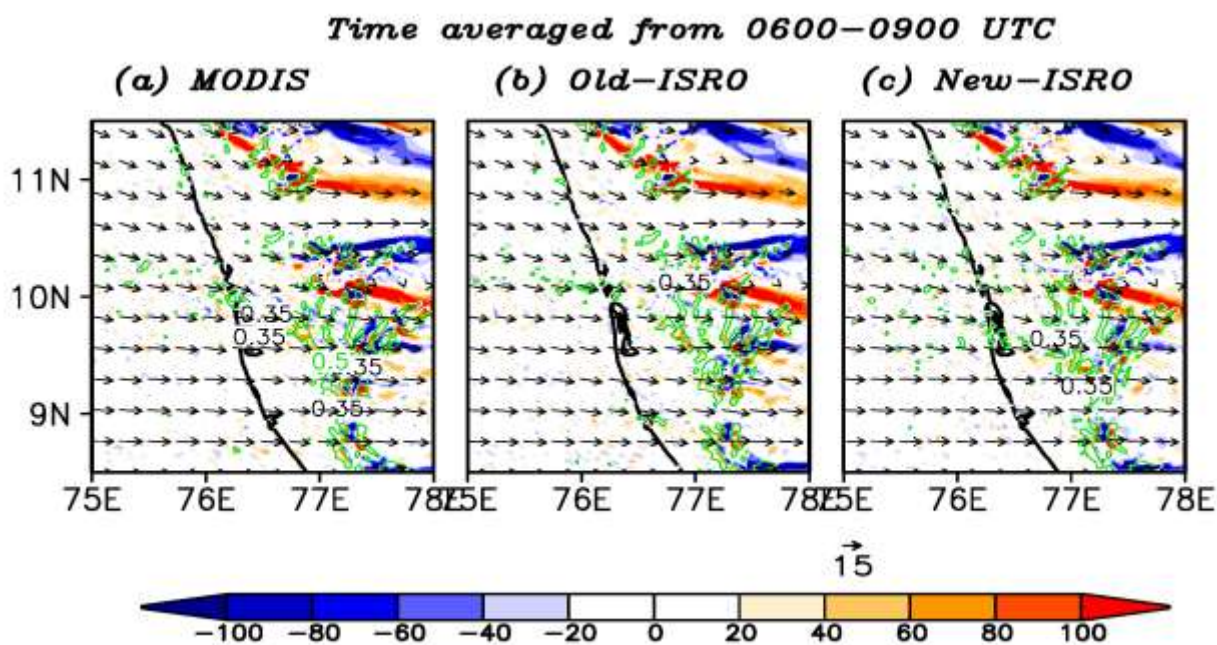 Time averaged from 0600-0900 UTC
(a) MODIS (b) Old-ISRO (c) New-ISRO
11N
10N
0.35
0.35
0.35
0.35
0.5
.35
0.35
0.35
9N
75E 76E 77E 78E 76E 77E 78E 75E 76E 77E 78E
15
-100 -80 -60 -40 -20 0 20 40 60 80 100